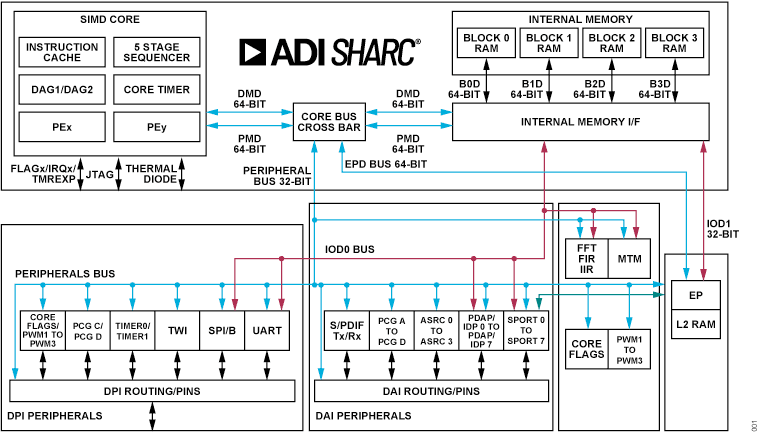 SIMD CORE
INSTRUCTION
CACHE
5 STAGE
SEQUENCER
DAG1/DAG2
CORE TIMER
PEx
PEy
ADI SHARC®
INTERNAL MEMORY
BLOCK 0
RAM
BLOCK 1
RAM
BLOCK 2
RAM
BLOCK 3
RAM
B0D
64-BIT
B1D
64-BIT
B2D
64-BIT
B3D
64-BIT
DMD
64-BIT
PMD
64-BIT
CORE BUS
CROSS BAR
DMD
64-BIT
PMD
64-BIT
INTERNAL MEMORY I/F
FLAGx/IRQx/
TMREXP
JTAG
THERMAL
DIODE
PERIPHERAL
BUS 32-BIT
EPD BUS 64-BIT
IOD1
32-BIT
IOD0 BUS
PERIPHERALS BUS
CORE
FLAGS/
PWM1 TO
PWM3
PCG C/
PCG D
TIMER0/
TIMER1
TWI
SPI/B
UART
DPI ROUTING/PINS
DPI PERIPHERALS
S/PDIF
Tx/Rx
PCG A
TO
PCG D
ASRC 0
TO
ASRC 3
PDAP/
IDP 0 TO
PDAP/
IDP 7
SPORT 0
TO
SPORT 7
DAI ROUTING/PINS
DAI PERIPHERALS
FFT
FIR
IIR
MTM
CORE
FLAGS
PWM1
TO
PWM3
EP
L2 RAM
001